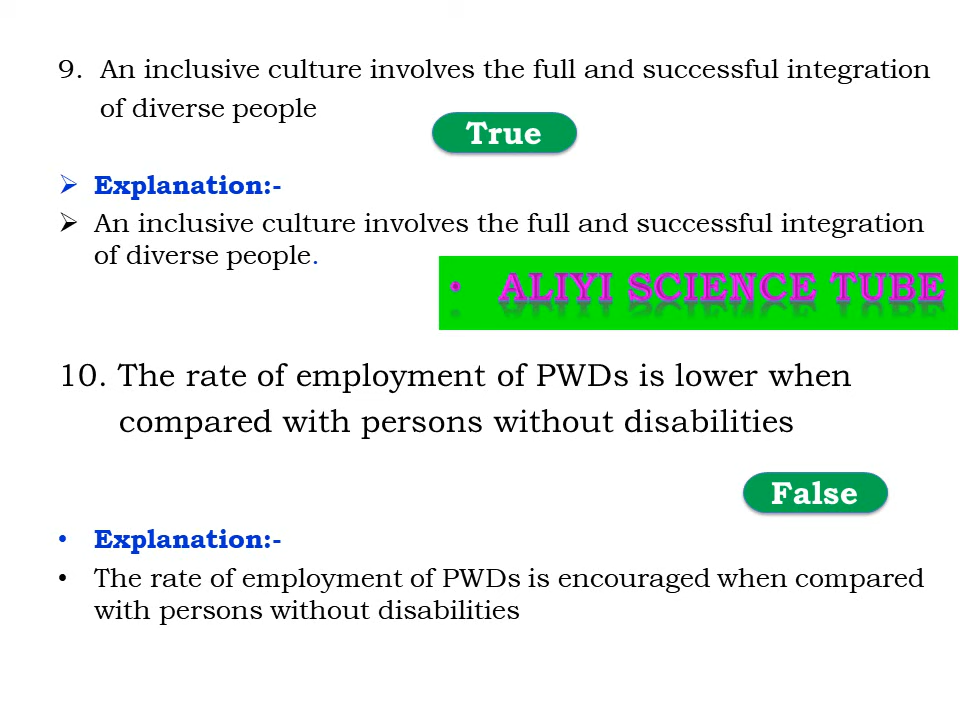 9. An inclusive culture involves the full and successful integration
of diverse people
True
Explanation:-
An inclusive culture involves the full and successful integration
of diverse people.
• ALIYI SCIENCE TUBE
10. The rate of employment of PWDs is lower when
compared with persons without disabilities
False
• Explanation:-
• The rate of employment of PWDs is encouraged when compared
with persons without disabilities